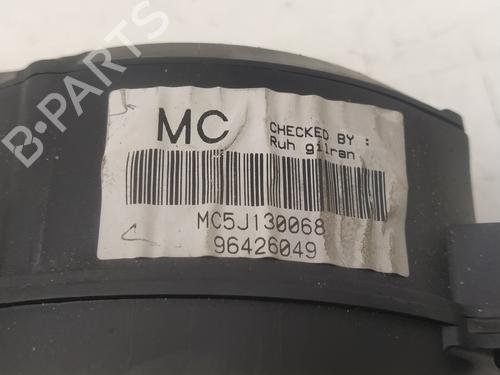 B-PARTS
MC
CHECKED BY :
Ruh gilran
MC5J130068
96426049